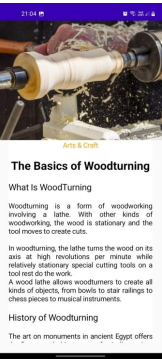 21:04
Arts & Craft
The Basics of Woodturning
What Is WoodTurning
Woodturning is a form of woodworking
involving a lathe. With other kinds of
woodworking, the wood is stationary and the
tool moves to create cuts.
In woodturning, the lathe turns the wood on its
axis at high revolutions per minute while
relatively stationary special cutting tools on a
tool rest do the work.
A wood lathe allows woodturners to create all
kinds of objects, from bowls to stair railings to
chess pieces to musical instruments.
History of Woodturning
The art on monuments in ancient Egypt offers